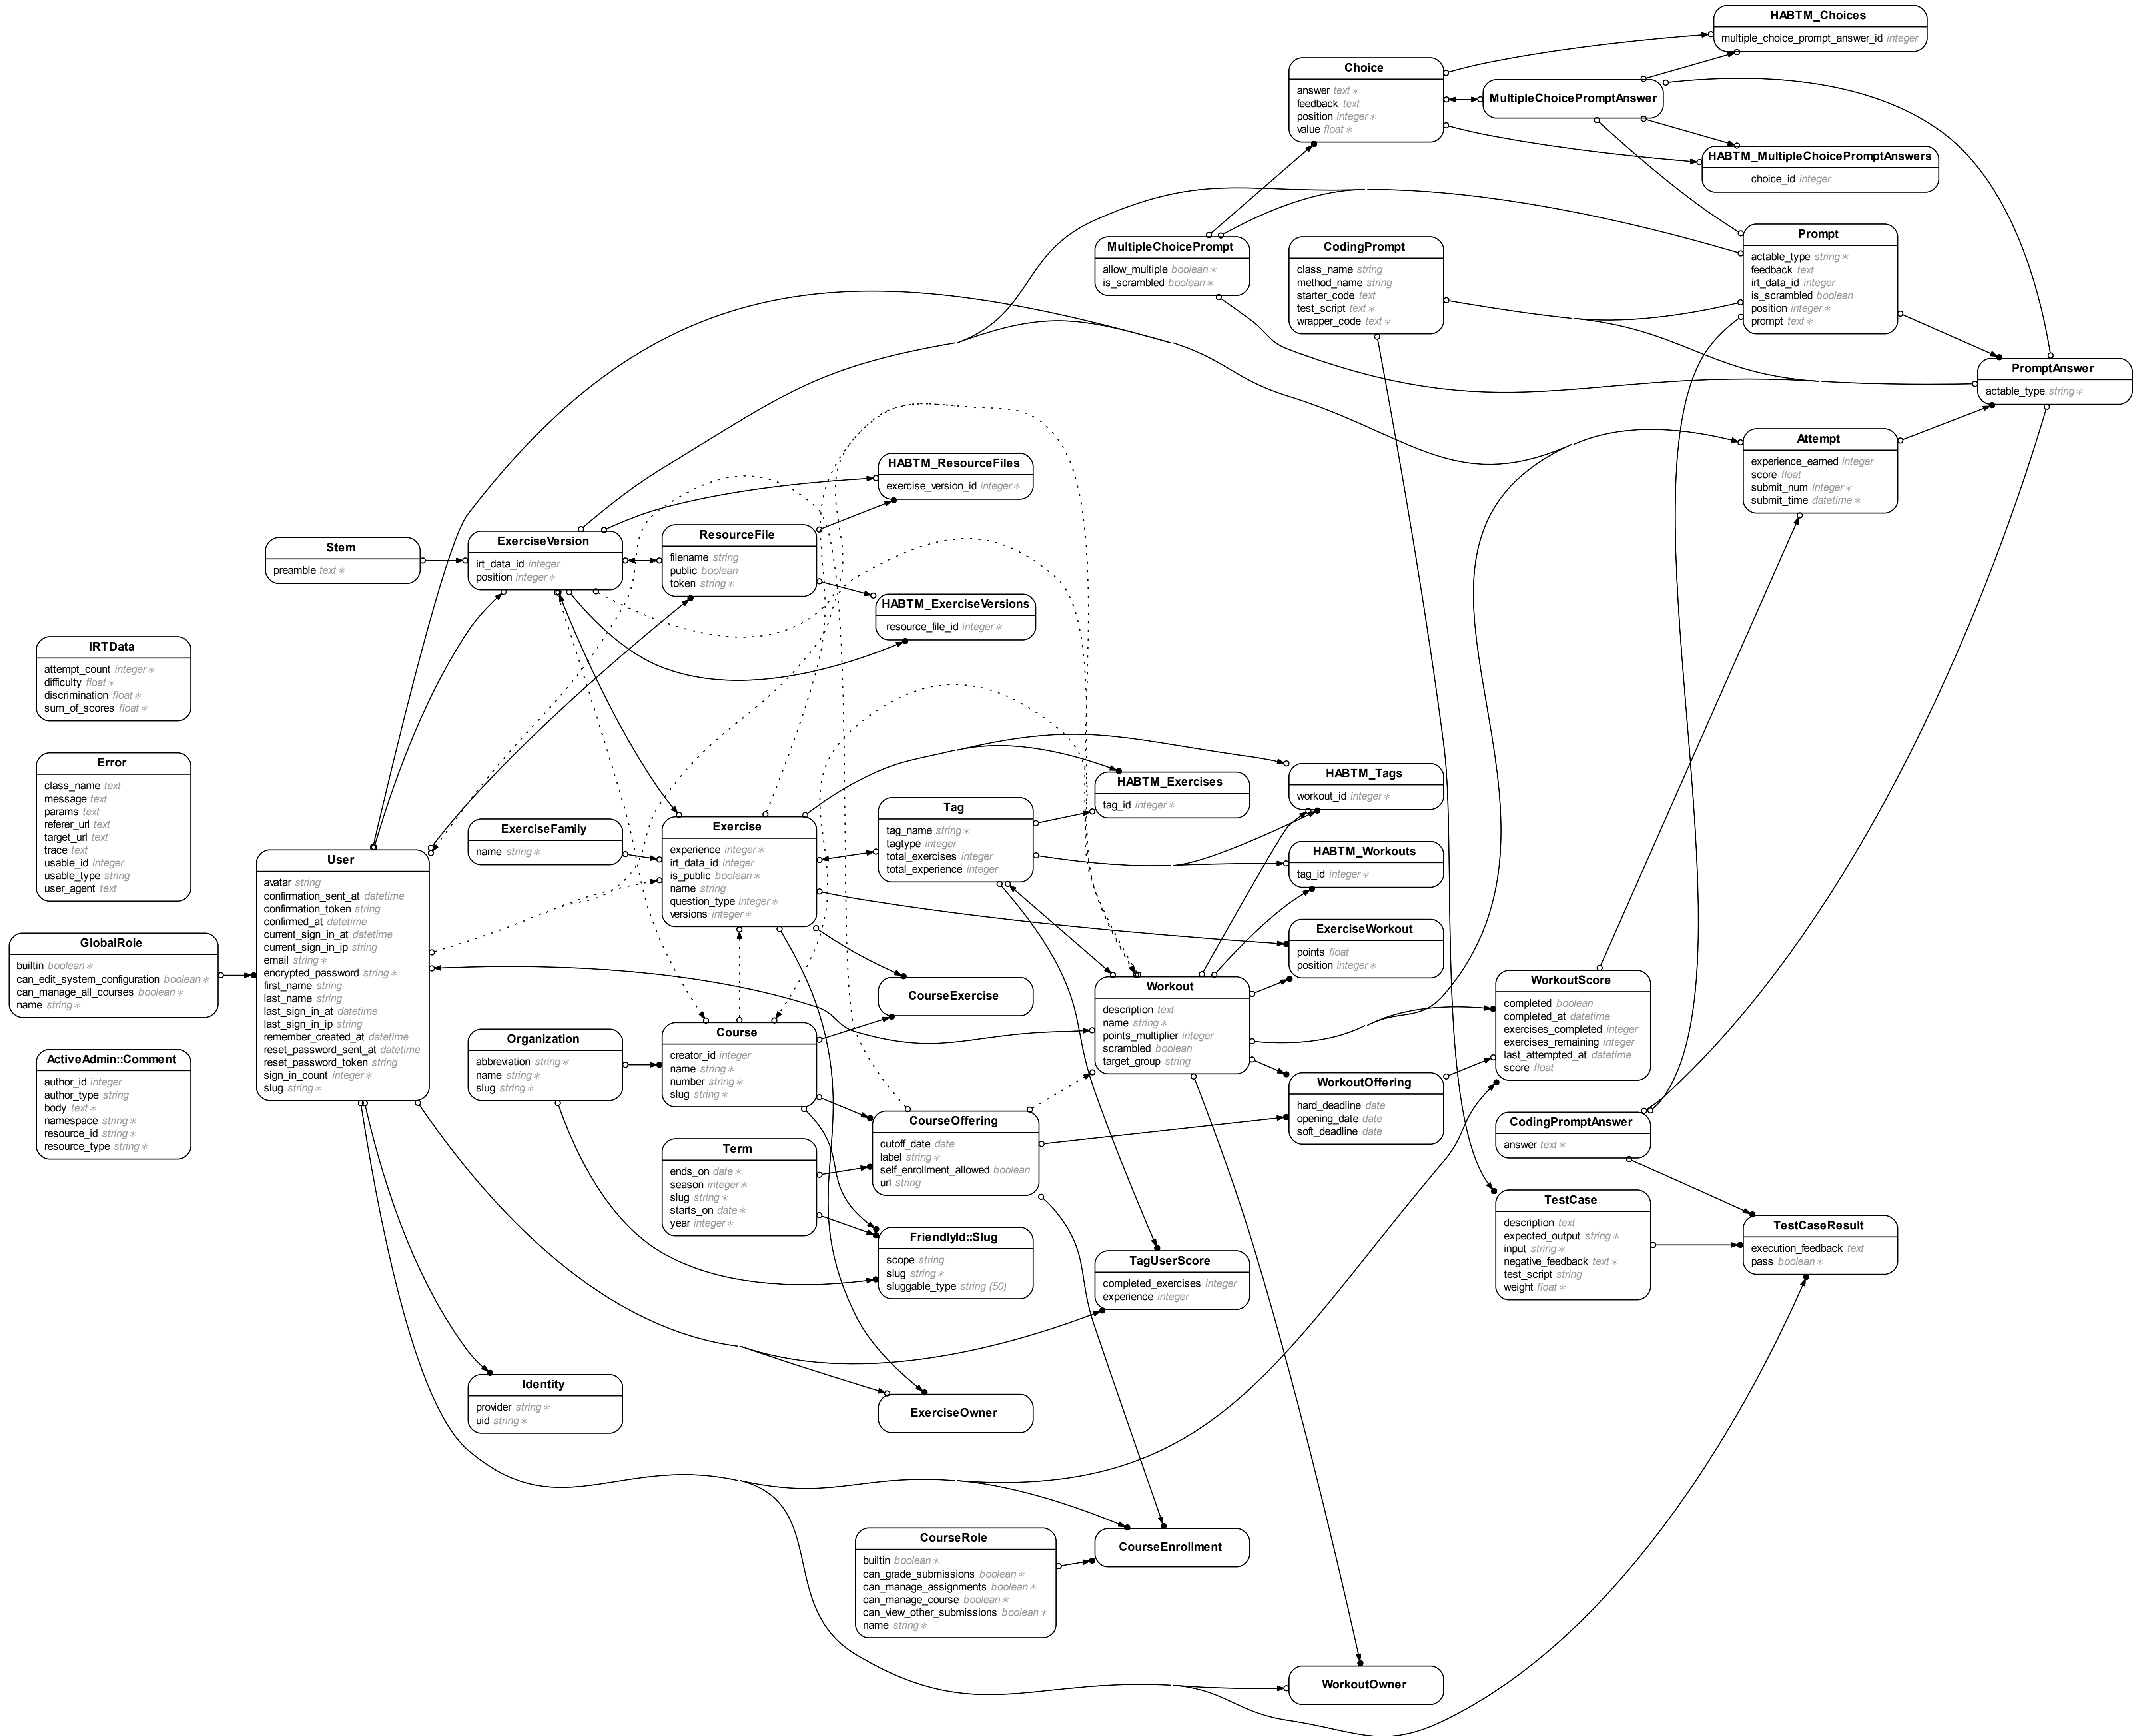 HABTM_Choices
multiple_choice_prompt_answer_id integer
Choice
answer text ∗
feedback text
position integer ∗
value float ∗
MultipleChoicePromptAnswer
HABTM_MultipleChoicePromptAnswers
choice_id integer
MultipleChoicePrompt
allow_multiple boolean ∗
is_scrambled boolean ∗
CodingPrompt
class_name string
method_name string
starter_code text
test_script text ∗
wrapper_code text ∗
Prompt
actable_type string ∗
feedback text
irt_data_id integer
is_scrambled boolean
position integer ∗
prompt text ∗
PromptAnswer
actable_type string ∗
Attempt
experience_earned integer
score float
submit_num integer ∗
submit_time datetime ∗
HABTM_ResourceFiles
exercise_version_id integer ∗
Stem
preamble text ∗
ExerciseVersion
irt_data_id integer
position integer ∗
ResourceFile
filename string
public boolean
token string ∗
HABTM_ExerciseVersions
resource_file_id integer ∗
IRTData
attempt_count integer ∗
difficulty float ∗
discrimination float ∗
sum_of_scores float ∗
Error
class_name text
message text
params text
referer_url text
target_url text
trace text
usable_id integer
usable_type string
user_agent text
GlobalRole
builtin boolean ∗
can_edit_system_configuration boolean ∗
can_manage_all_courses boolean ∗
name string ∗
ActiveAdmin::Comment
author_id integer
author_type string
body text ∗
namespace string ∗
resource_id string ∗
resource_type string ∗
User
avatar string
confirmation_sent_at datetime
confirmation_token string
confirmed_at datetime
current_sign_in_at datetime
current_sign_in_ip string
email string ∗
encrypted_password string ∗
first_name string
last_name string
last_sign_in_at datetime
last_sign_in_ip string
remember_created_at datetime
reset_password_sent_at datetime
reset_password_token string
sign_in_count integer ∗
slug string ∗
ExerciseFamily
name string ∗
Exercise
experience integer ∗
irt_data_id integer
is_public boolean ∗
name string
question_type integer ∗
versions integer ∗
Tag
tag_name string ∗
tagtype integer
total_exercises integer
total_experience integer
HABTM_Exercises
tag_id integer ∗
HABTM_Tags
workout_id integer ∗
HABTM_Workouts
tag_id integer ∗
ExerciseWorkout
points float
position integer ∗
CourseExercise
Workout
description text
name string ∗
points_multiplier integer
scrambled boolean
target_group string
WorkoutScore
completed boolean
completed_at datetime
exercises_completed integer
exercises_remaining integer
last_attempted_at datetime
score float
Organization
abbreviation string ∗
name string ∗
slug string ∗
Course
creator_id integer
name string ∗
number string ∗
slug string ∗
WorkoutOffering
hard_deadline date
opening_date date
soft_deadline date
CourseOffering
cutoff_date date
label string ∗
self_enrollment_allowed boolean
url string
CodingPromptAnswer
answer text ∗
Term
ends_on date ∗
season integer ∗
slug string ∗
starts_on date ∗
year integer ∗
TestCase
description text
expected_output string ∗
input string ∗
negative_feedback text ∗
test_script string
weight float ∗
TestCaseResult
execution_feedback text
pass boolean ∗
FriendlyId::Slug
scope string
slug string ∗
sluggable_type string (50)
TagUserScore
completed_exercises integer
experience integer
Identity
provider string ∗
uid string ∗
ExerciseOwner
CourseRole
builtin boolean ∗
can_grade_submissions boolean ∗
can_manage_assignments boolean ∗
can_manage_course boolean ∗
can_view_other_submissions boolean ∗
name string ∗
CourseEnrollment
WorkoutOwner